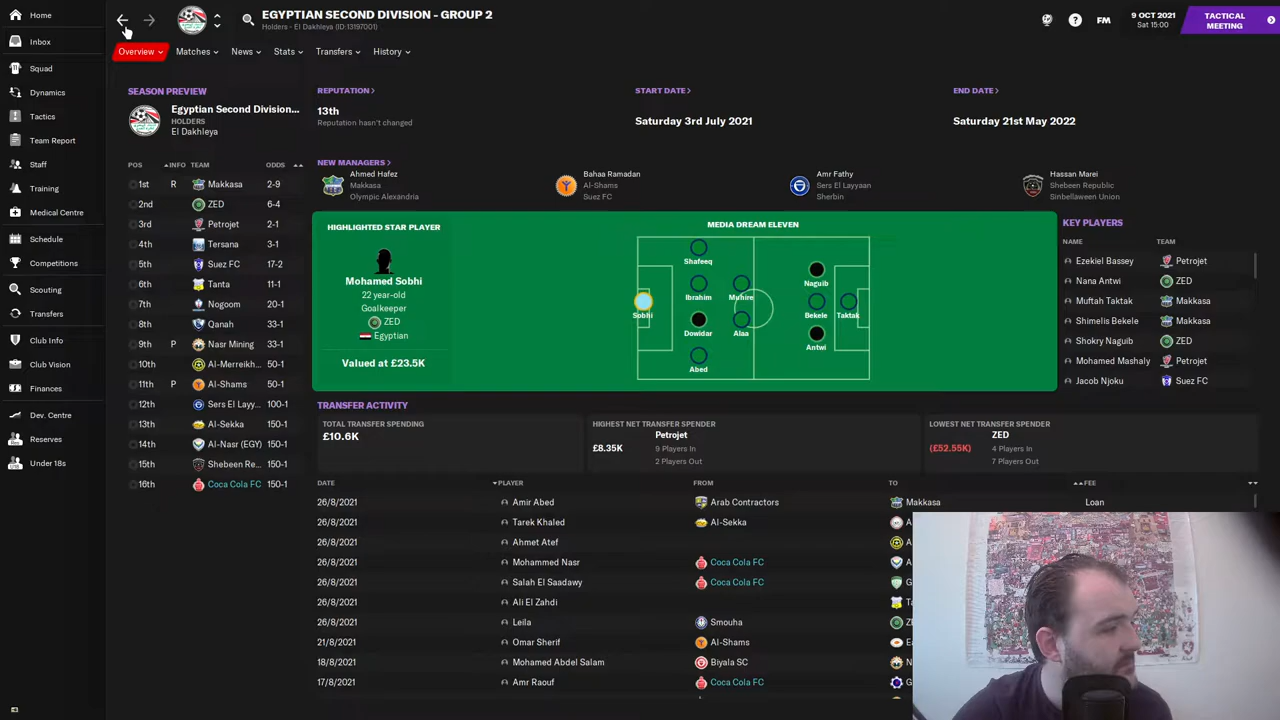 Home
EGYPTIAN SECOND DIVISION - GROUP 2
Holders - El Dakhleya (ID:13197001)
FM
9 OCT 2021
Sat 15:00
TACTICAL MEETING
Inbox
Overview
Matches
News
Stats
Transfers
History
Squad
Dynamics
Tactics
Team Report
Staff
Training
Medical Centre
Schedule
Competitions
Scouting
Transfers
Club Info
Club Vision
Finances
Dev. Centre
Reserves
Under 18s
SEASON PREVIEW
Egyptian Second Division...
HOLDERS
El Dakhleya
REPUTATION
13th
Reputation hasn't changed
START DATE
Saturday 3rd July 2021
END DATE
Saturday 21st May 2022
POS INFO TEAM ODDS
1st R Makkasa 2-9
2nd ZED 6-4
3rd Petrojet 2-1
4th Tersana 3-1
5th Suez FC 17-2
6th Tanta 11-1
7th Nogoom 20-1
8th Qanah 33-1
9th P Nasr Mining 33-1
10th Al-Merreikh... 50-1
11th P Al-Shams 50-1
12th Sers El Layy... 100-1
13th Al-Sekka 150-1
14th Al-Nasr (EGY) 150-1
15th Shebeen Re... 150-1
16th Coca Cola FC 150-1
NEW MANAGERS
Ahmed Hafez
Makkasa
Olympic Alexandria
Bahaa Ramadan
Al-Shams
Suez FC
Amr Fathy
Sers El Layyaan
Sherbin
Hassan Marei
Shebeen Republic
Sinbellaween Union
HIGHLIGHTED STAR PLAYER
Mohamed Sobhi
22 year-old
Goalkeeper
ZED
Egyptian
Valued at £23.5K
MEDIA DREAM ELEVEN
Shafeeq
Naguib
Ibrahim
Muhire
Sobhi
Bekele
Taktak
Dowidar
Alaa
Antwi
Abed
KEY PLAYERS
NAME TEAM
Ezekiel Bassey Petrojet
Nana Antwi ZED
Muftah Taktak Makkasa
Shimelis Bekele Makkasa
Shokry Naguib ZED
Mohamed Mashaly Petrojet
Jacob Njoku Suez FC
TRANSFER ACTIVITY
TOTAL TRANSFER SPENDING
£10.6K
HIGHEST NET TRANSFER SPENDER
£8.35K
Petrojet
9 Players In
2 Players Out
LOWEST NET TRANSFER SPENDER
(£52.55K)
ZED
4 Players In
7 Players Out
DATE PLAYER FROM TO FEE
26/8/2021 Amir Abed Arab Contractors Makkasa Loan
26/8/2021 Tarek Khaled Al-Sekka
26/8/2021 Ahmet Atef
26/8/2021 Mohammed Nasr Coca Cola FC
26/8/2021 Salah El Saadawy Coca Cola FC
26/8/2021 Ali El Zahdi
26/8/2021 Leila Smouha
21/8/2021 Omar Sherif Al-Shams
18/8/2021 Mohamed Abdel Salam Biyala SC
17/8/2021 Amr Raouf Coca Cola FC